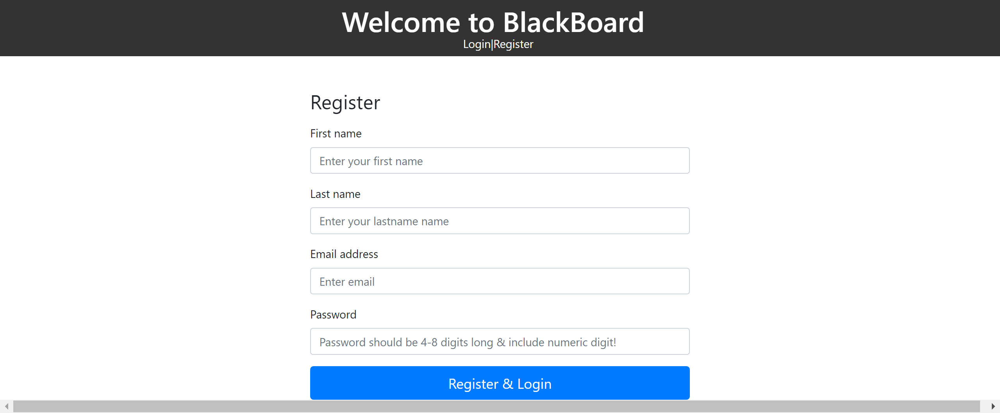 Welcome to BlackBoard
Login|Register
Register
First name
Enter your first name
Last name
Enter your lastname name
Email address
Enter email
Password
Password should be 4-8 digits long & include numeric digit!
Register & Login